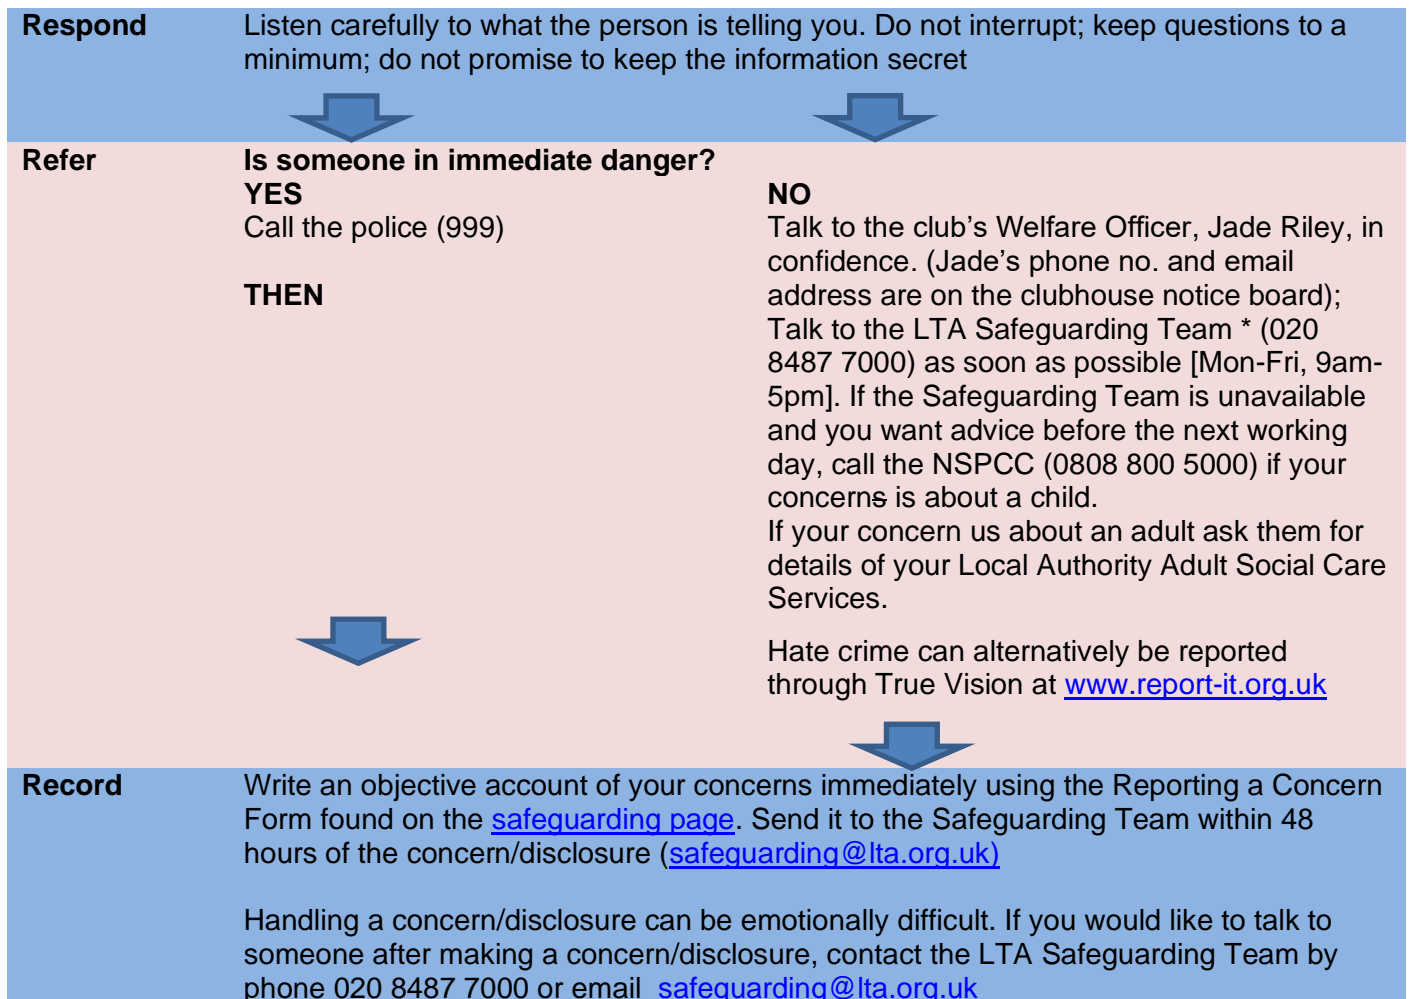 Respond
Listen carefully to what the person is telling you. Do not interrupt; keep questions to a
minimum; do not promise to keep the information secret
Refer
Is someone in immediate danger?
YES
Call the police (999)
THEN
NO
Talk to the club’s Welfare Officer, Jade Riley, in
confidence. (Jade’s phone no. and email
address are on the clubhouse notice board);
Talk to the LTA Safeguarding Team * (020
8487 7000) as soon as possible [Mon-Fri, 9am-
5pm]. If the Safeguarding Team is unavailable
and you want advice before the next working
day, call the NSPCC (0808 800 5000) if your
concerns is about a child.
If your concern us about an adult ask them for
details of your Local Authority Adult Social Care
Services.
Hate crime can alternatively be reported
through True Vision at www.report-it.org.uk
Record
Write an objective account of your concerns immediately using the Reporting a Concern
Form found on the safeguarding page. Send it to the Safeguarding Team within 48
hours of the concern/disclosure (safeguarding@lta.org.uk)
Handling a concern/disclosure can be emotionally difficult. If you would like to talk to
someone after making a concern/disclosure, contact the LTA Safeguarding Team by
phone 020 8487 7000 or email safeguarding@lta.org.uk